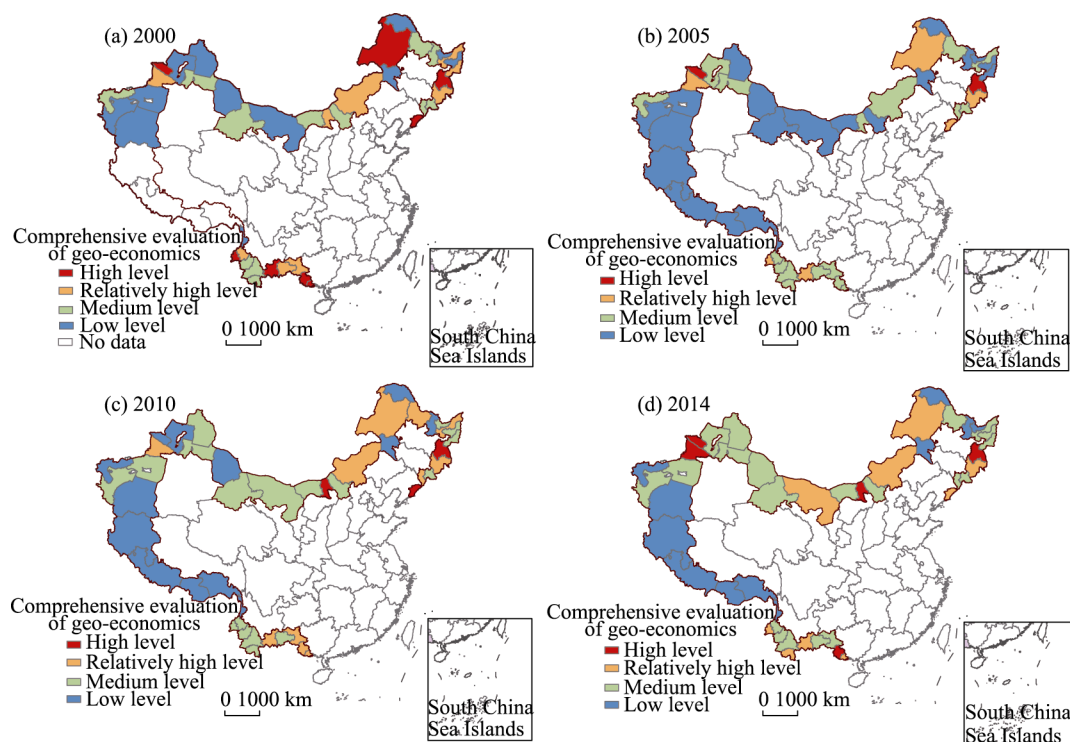 (a) 2000
Comprehensive evaluation
of geo-economics
High level
Relatively high level
Medium level
Low level
No data
0 1000 km
South China
Sea Islands
(b) 2005
Comprehensive evaluation
of geo-economics
High level
Relatively high level
Medium level
Low level
0 1000 km
South China
Sea Islands
(c) 2010
Comprehensive evaluation
of geo-economics
High level
Relatively high level
Medium level
Low level
0 1000 km
South China
Sea Islands
(d) 2014
Comprehensive evaluation
of geo-economics
High level
Relatively high level
Medium level
Low level
0 1000 km
South China
Sea Islands